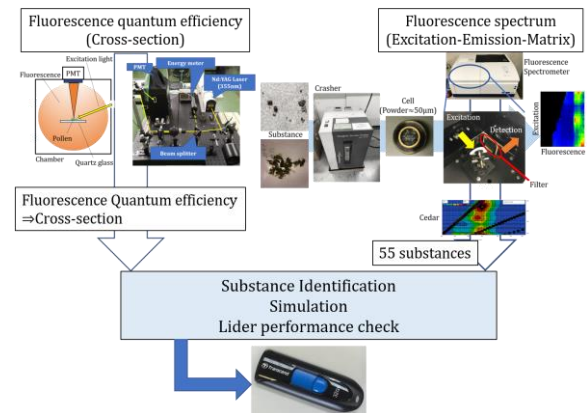 Fluorescence quantum efficiency
(Cross-section)
Fluorescence spectrum
(Excitation-Emission-Matrix)
Excitation light
Fluorescence
PMT
Pollen
Chamber
Quartz glass
PMT
Energy meter
Nd-YAG Laser
(355nm)
Beam splitter
Substance
Crasher
Cell
(Powder≈50μm)
Fluorescence
Spectrometer
Excitation
Detection
Filter
Excitation
Fluorescence
Cedar
Fluorescence Quantum efficiency
⇒Cross-section
55 substances
Substance Identification
Simulation
Lider performance check
Transcend